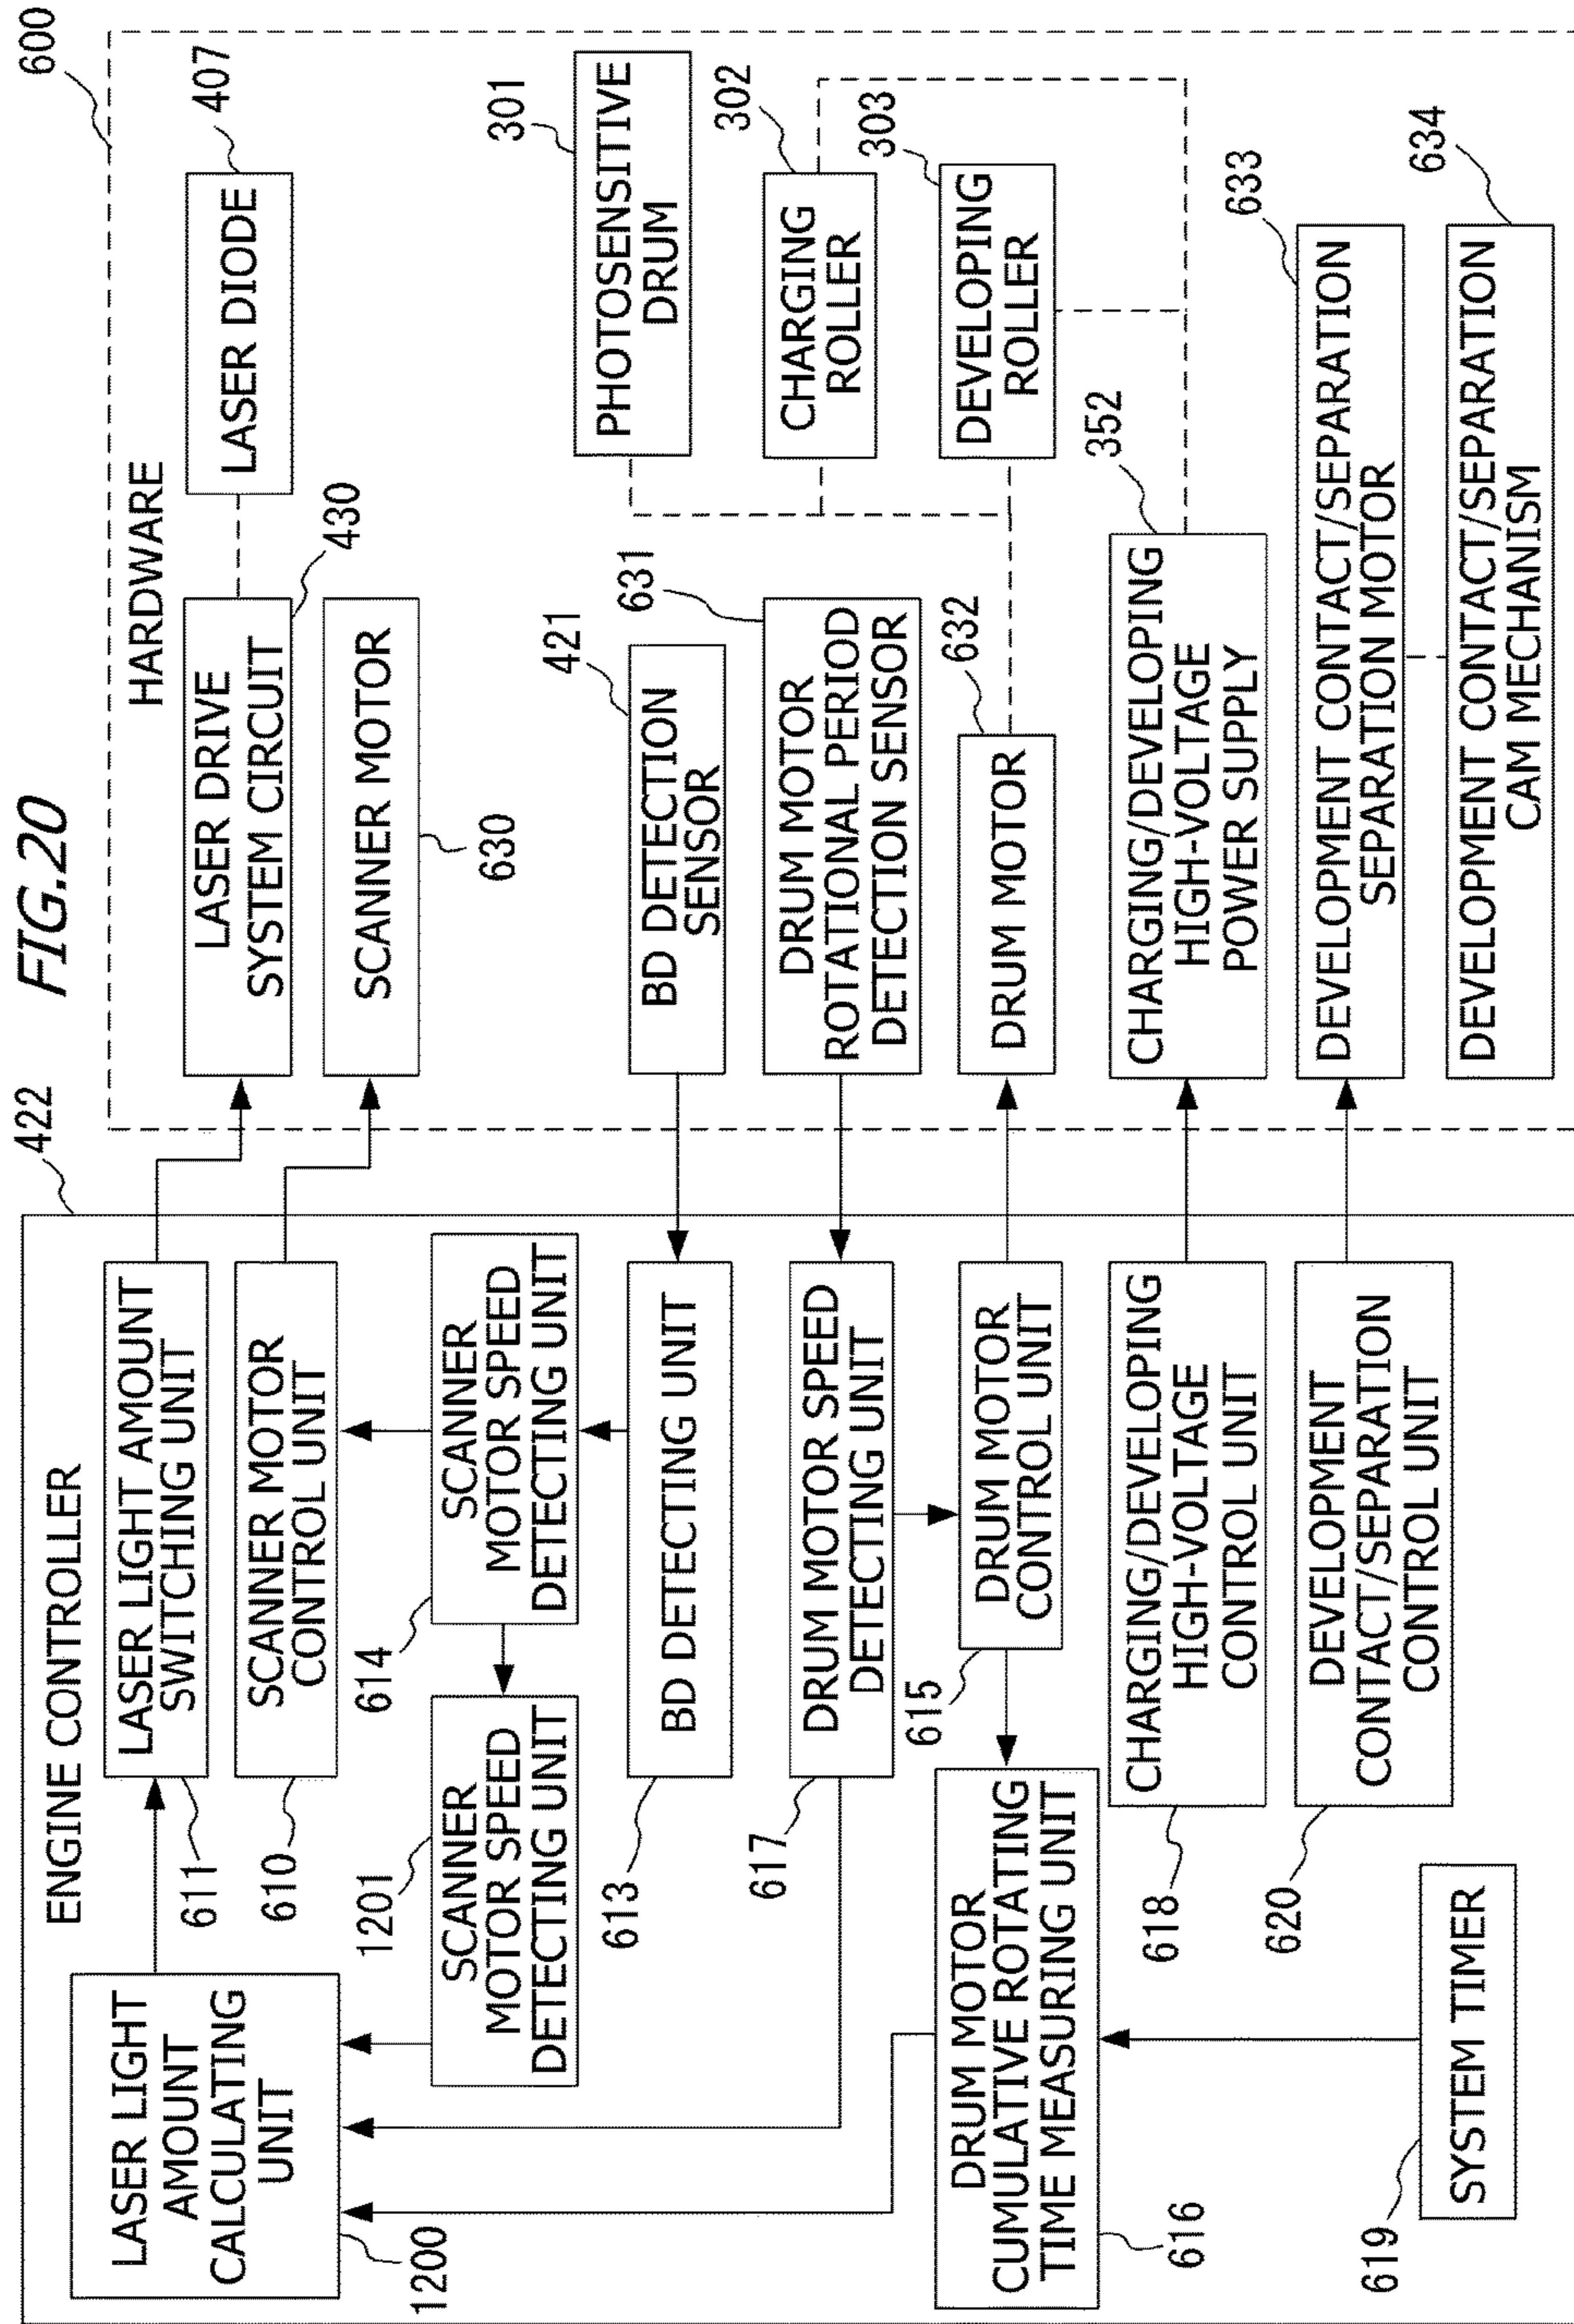 FIG.20
422
600
ENGINE CONTROLLER
HARDWARE
LASER LIGHT
AMOUNT
CALCULATING
UNIT
1200
LASER LIGHT AMOUNT
SWITCHING UNIT
611
SCANNER MOTOR
CONTROL UNIT
610
SCANNER
MOTOR SPEED
DETECTING UNIT
614
SCANNER
MOTOR SPEED
DETECTING UNIT
1201
BD DETECTING UNIT
613
DRUM MOTOR SPEED
DETECTING UNIT
617
DRUM MOTOR
CONTROL UNIT
615
DRUM MOTOR
CUMULATIVE ROTATING
TIME MEASURING UNIT
616
CHARGING/DEVELOPING
HIGH-VOLTAGE
CONTROL UNIT
618
DEVELOPMENT
CONTACT/SEPARATION
CONTROL UNIT
620
SYSTEM TIMER
619
LASER DRIVE
SYSTEM CIRCUIT
430
LASER DIODE
407
SCANNER MOTOR
630
BD DETECTION
SENSOR
421
DRUM MOTOR
ROTATIONAL PERIOD
DETECTION SENSOR
631
DRUM MOTOR
632
PHOTOSENSITIVE
DRUM
301
CHARGING
ROLLER
302
DEVELOPING
ROLLER
303
CHARGING/DEVELOPING
HIGH-VOLTAGE
POWER SUPPLY
352
DEVELOPMENT CONTACT/SEPARATION
SEPARATION MOTOR
633
DEVELOPMENT CONTACT/SEPARATION
CAM MECHANISM
634